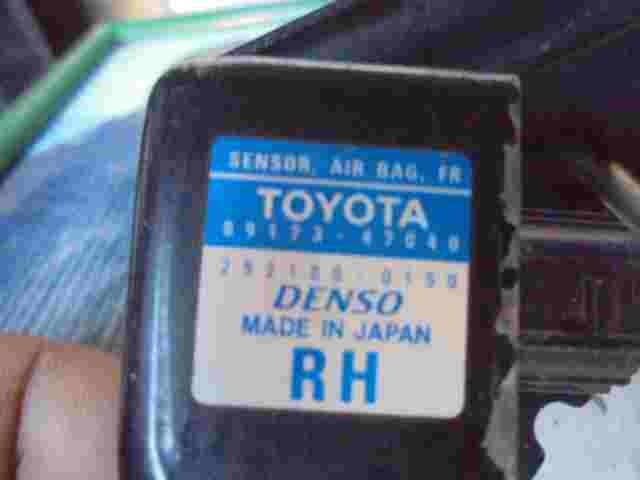 SENSOR, AIR BAG, FR
TOYOTA
89173-47040
DENSO
MADE IN JAPAN
RH